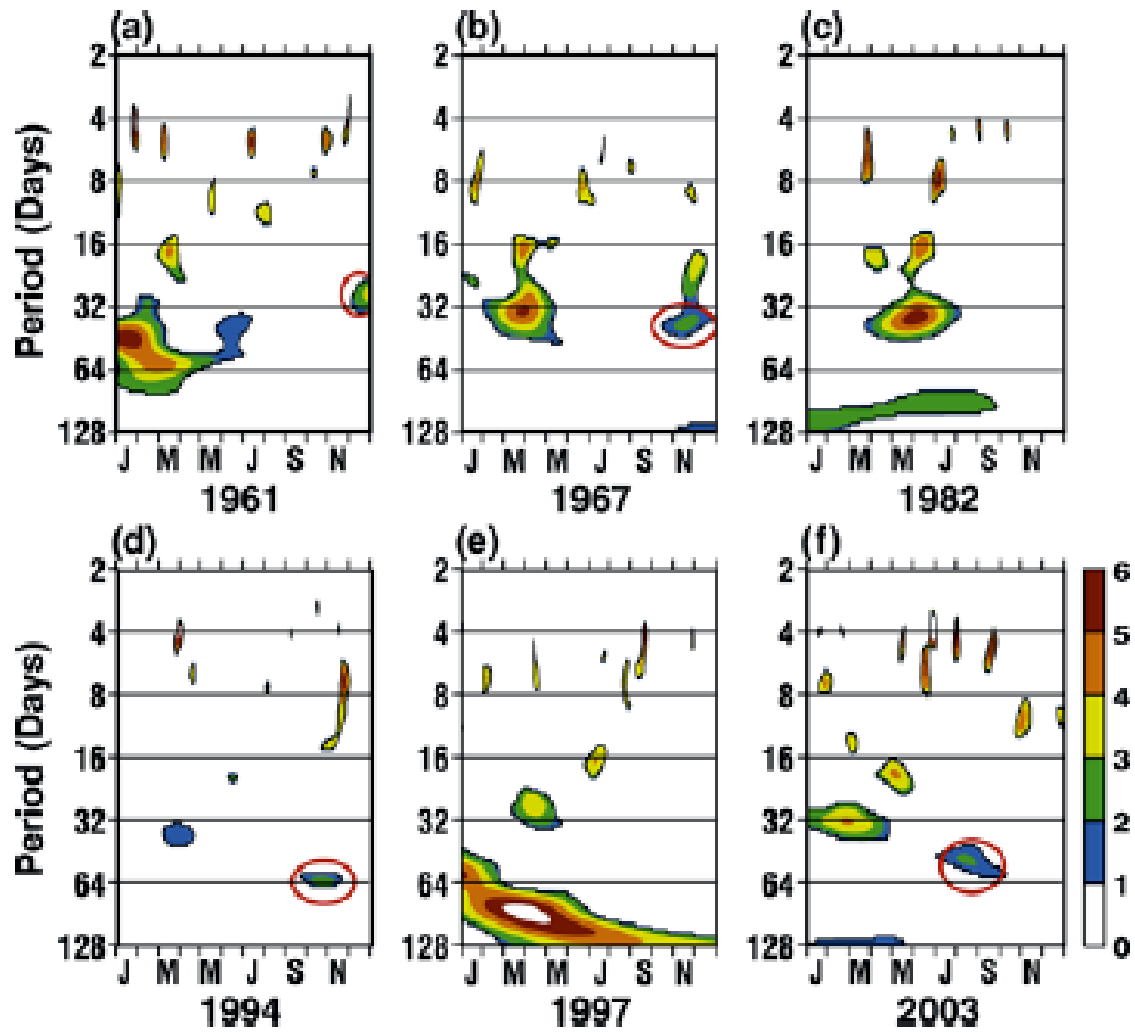 (a) (b) (c)
2 2 2
4 4 4
8 8 8
16 16 16
32 32 32
64 64 64
128 128 128
Period (Days)
J M M J S N J M M J S N J M M J S N
1961 1967 1982
(d) (e) (f)
2 2 2 6
4 4 4 5
8 8 8 4
16 16 16 3
32 32 32 2
64 64 64 1
128 128 128 0
Period (Days)
J M M J S N J M M J S N J M M J S N
1994 1997 2003